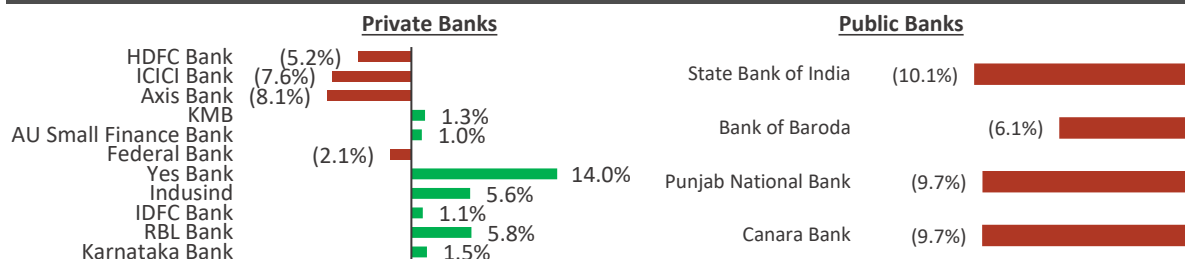 Private Banks
HDFC Bank (5.2%)
ICICI Bank (7.6%)
Axis Bank (8.1%)
KMB 1.3%
AU Small Finance Bank 1.0%
Federal Bank (2.1%)
Yes Bank 14.0%
Indusind 5.6%
IDFC Bank 1.1%
RBL Bank 5.8%
Karnataka Bank 1.5%
Public Banks
State Bank of India (10.1%)
Bank of Baroda (6.1%)
Punjab National Bank (9.7%)
Canara Bank (9.7%)